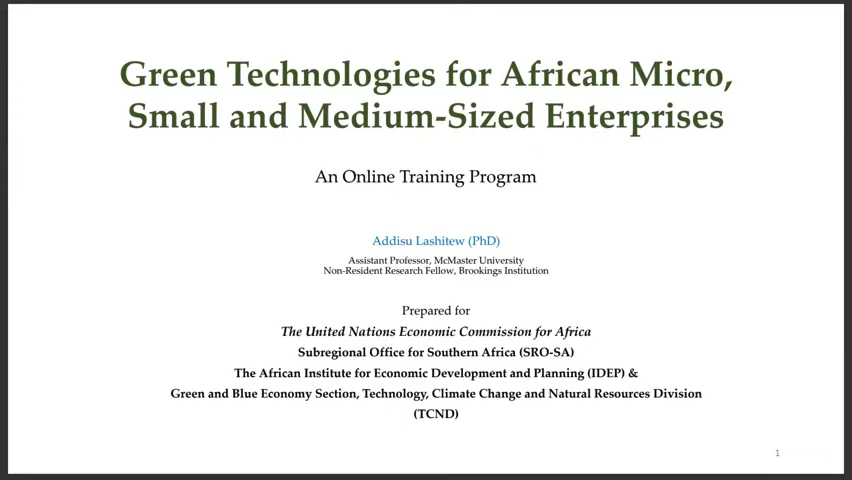 Green Technologies for African Micro,
Small and Medium-Sized Enterprises
An Online Training Program
Addisu Lashitew (PhD)
Assistant Professor, McMaster University
Non-Resident Research Fellow, Brookings Institution
Prepared for
The United Nations Economic Commission for Africa
Subregional Office for Southern Africa (SRO-SA)
The African Institute for Economic Development and Planning (IDEP) &
Green and Blue Economy Section, Technology, Climate Change and Natural Resources Division
(TCND)
1